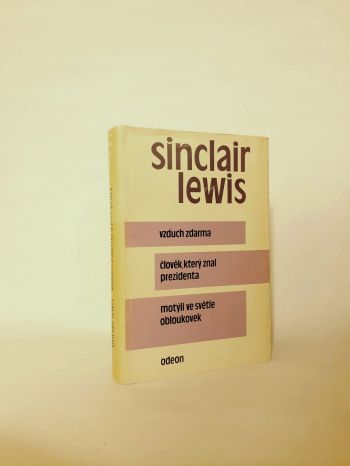 sinclair
lewis
vzduch zdarma
člověk který znal
prezidenta
motýli ve světle
obloukovek
odeon